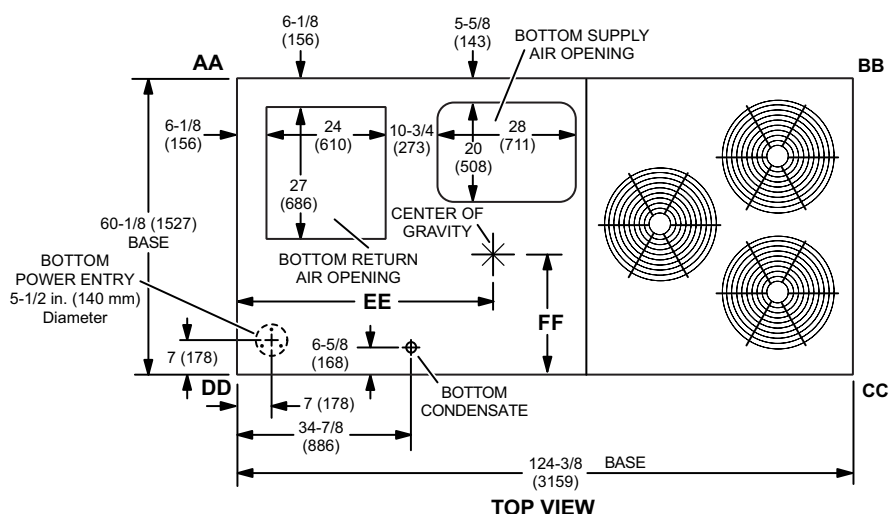 6-1/8
(156)
5-5/8
(143)
BOTTOM SUPPLY
AIR OPENING
AA
BB
6-1/8
(156)
24
(610)
10-3/4
(273)
28
(711)
20
(508)
27
(686)
CENTER OF
GRAVITY
60-1/8 (1527)
BASE
BOTTOM RETURN
AIR OPENING
BOTTOM
POWER ENTRY
5-1/2 in. (140 mm)
Diameter
EE
FF
7 (178)
6-5/8
(168)
DD
CC
7 (178)
BOTTOM
CONDENSATE
34-7/8
(886)
124-3/8 BASE
(3159)
TOP VIEW